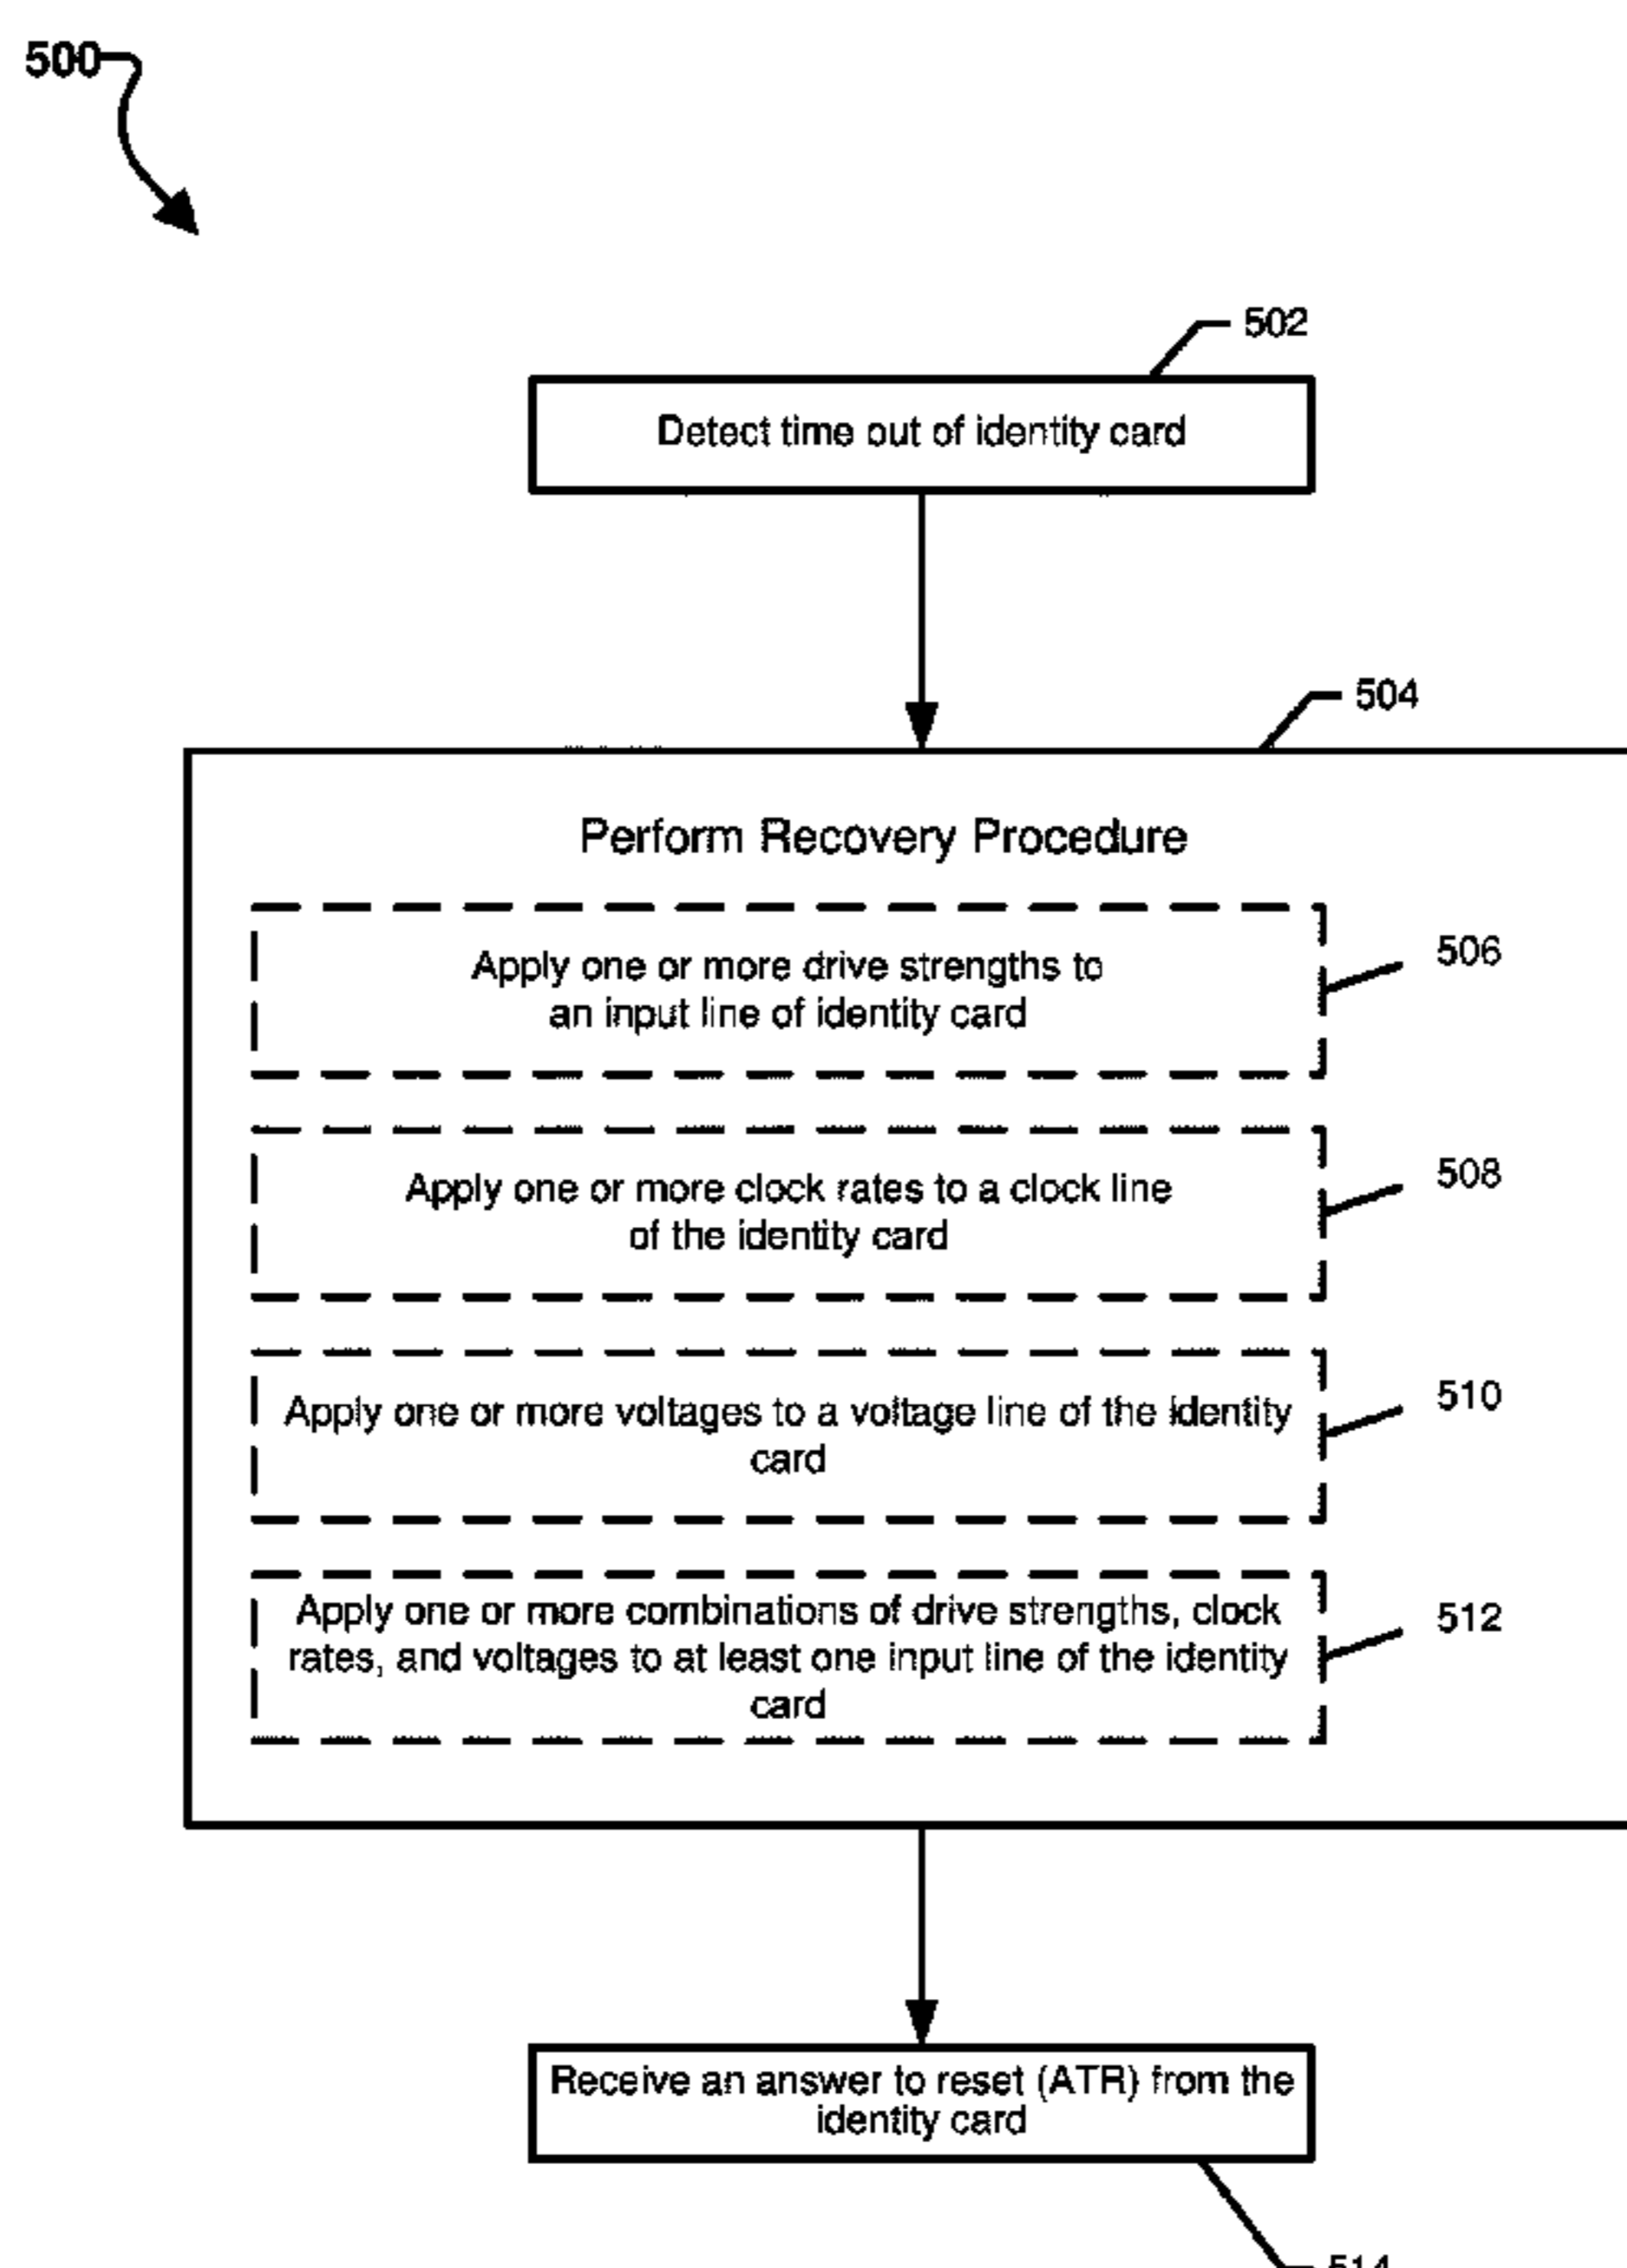 500
502
Detect time out of identity card
504
Perform Recovery Procedure
Apply one or more drive strengths to
an input line of identity card
506
Apply one or more clock rates to a clock line
of the identity card
508
Apply one or more voltages to a voltage line of the identity
card
510
Apply one or more combinations of drive strengths, clock
rates, and voltages to at least one input line of the identity
card
512
Receive an answer to reset (ATR) from the
identity card
514